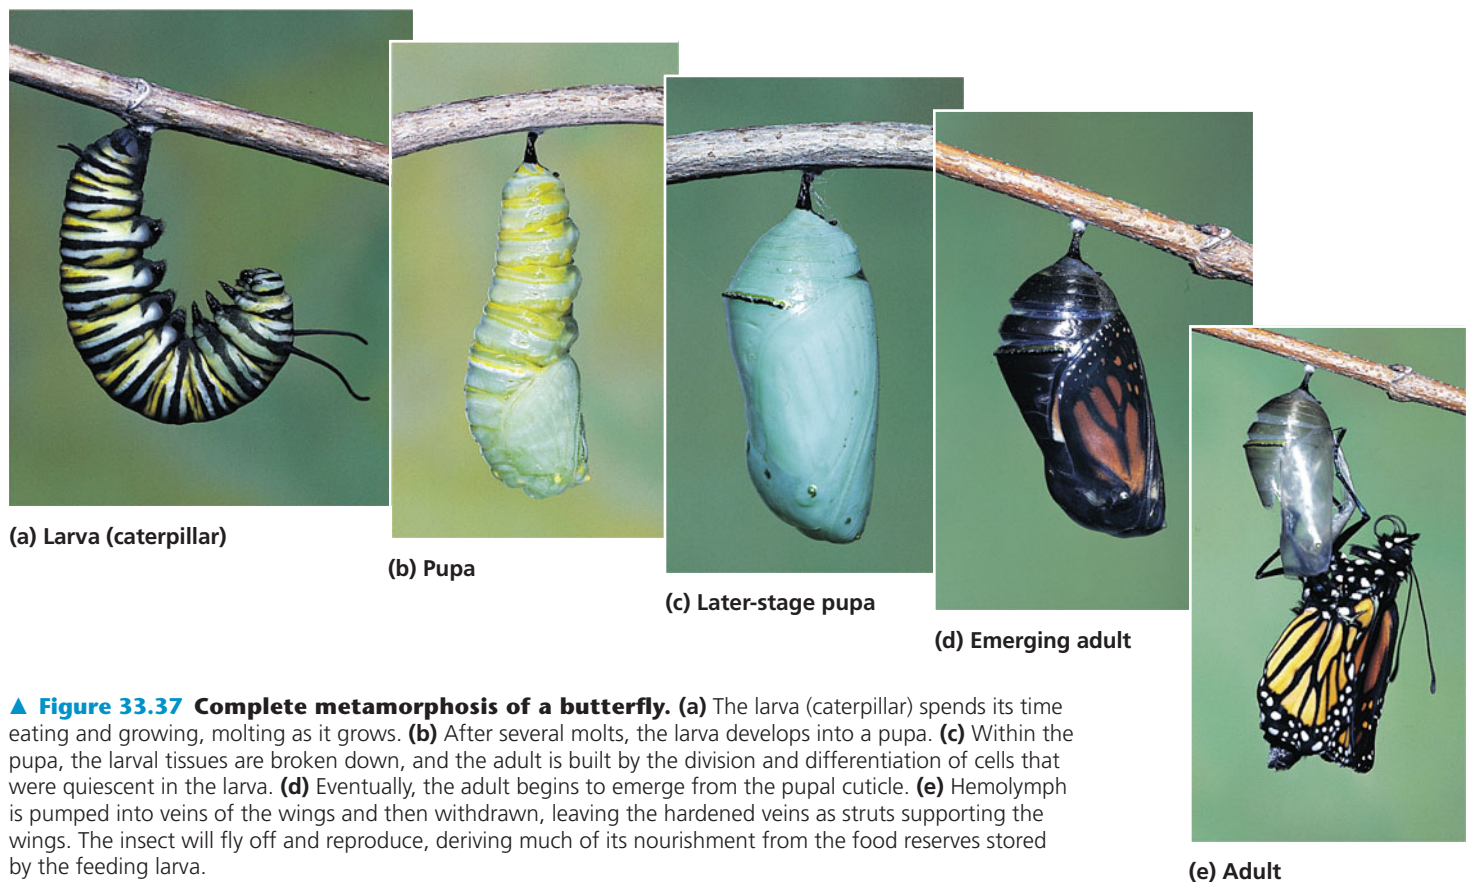 (a) Larva (caterpillar)
(b) Pupa
(c) Later-stage pupa
(d) Emerging adult
▲ Figure 33.37 Complete metamorphosis of a butterfly. (a) The larva (caterpillar) spends its time
eating and growing, molting as it grows. (b) After several molts, the larva develops into a pupa. (c) Within the
pupa, the larval tissues are broken down, and the adult is built by the division and differentiation of cells that
were quiescent in the larva. (d) Eventually, the adult begins to emerge from the pupal cuticle. (e) Hemolymph
is pumped into veins of the wings and then withdrawn, leaving the hardened veins as struts supporting the
wings. The insect will fly off and reproduce, deriving much of its nourishment from the food reserves stored
by the feeding larva.
(e) Adult